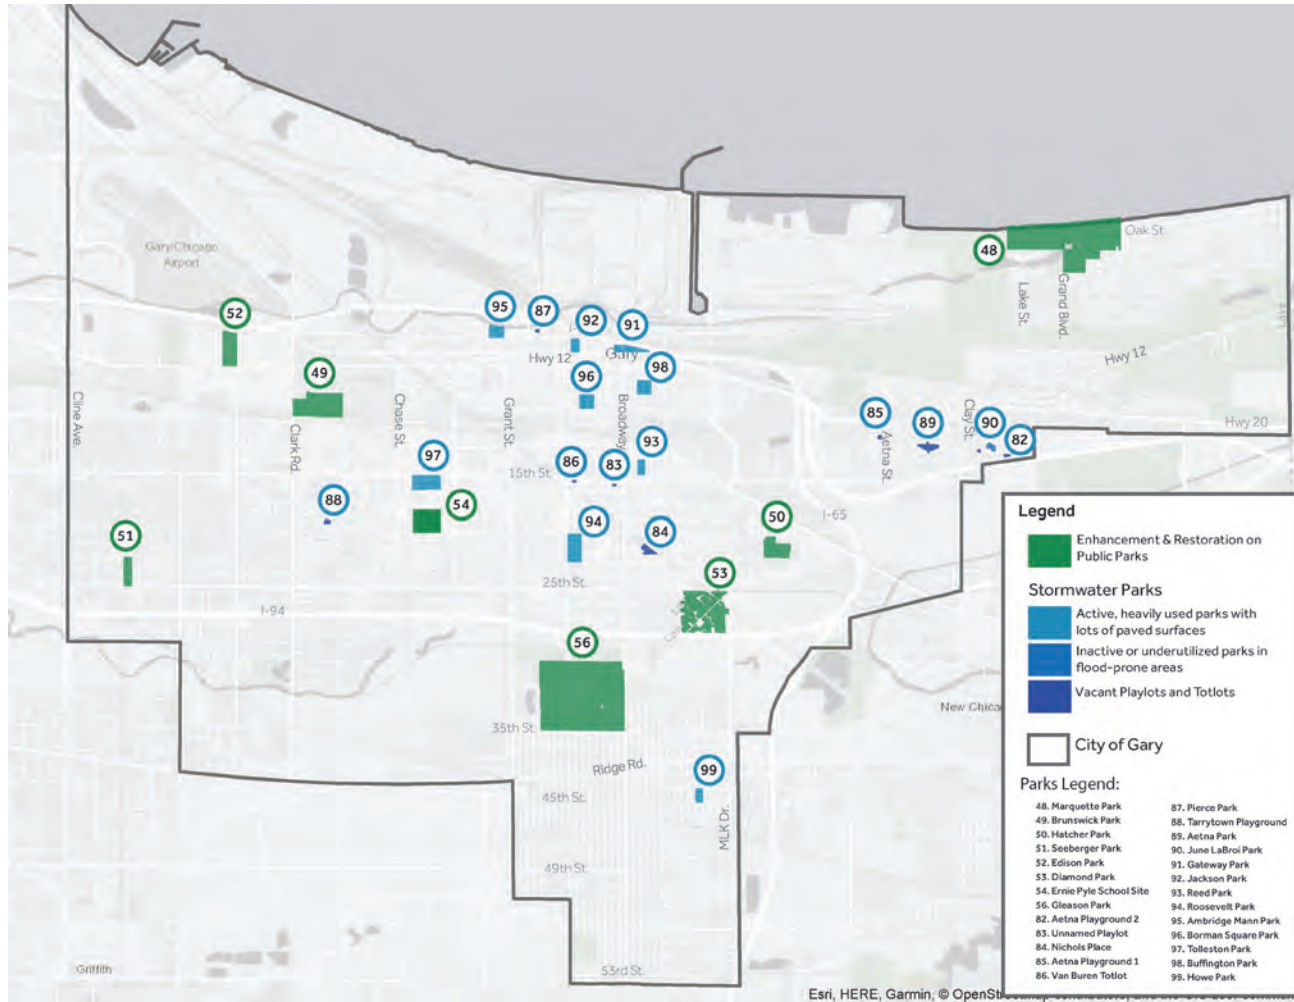 Oak St.
48
Gary/Chicago
Airport
Lake St.
Grand Blvd.
52
95
87
92
91
I-
Hwy 12
Gary
Hwy 12
49
96
98
Cline Ave.
Clark Rd.
Chase St.
Grant St.
Broadway
85
89
Clay St.
90
82
Aetna St.
Hwy 20
97
15th St.
86
83
93
88
54
94
84
50
I-65
51
25th St.
53
I-94
56
35th St.
Ridge Rd.
99
45th St.
MLK Dr.
49th St.
53rd St.
Griffith
New Chica
Legend
Enhancement & Restoration on
Public Parks
Stormwater Parks
Active, heavily used parks with
lots of paved surfaces
Inactive or underutilized parks in
flood-prone areas
Vacant Playlots and Totlots
City of Gary
Parks Legend:
48. Marquette Park
49. Brunswick Park
50. Hatcher Park
51. Seeberger Park
52. Edison Park
53. Diamond Park
54. Ernie Pyle School Site
56. Gleason Park
82. Aetna Playground 2
83. Unnamed Playlot
84. Nichols Place
85. Aetna Playground 1
86. Van Buren Totlot
87. Pierce Park
88. Tarrytown Playground
89. Aetna Park
90. June LaBroi Park
91. Gateway Park
92. Jackson Park
93. Reed Park
94. Roosevelt Park
95. Ambridge Mann Park
96. Borman Square Park
97. Tolleston Park
98. Buffington Park
99. Howe Park
Esri, HERE, Garmin, © OpenStreetMap